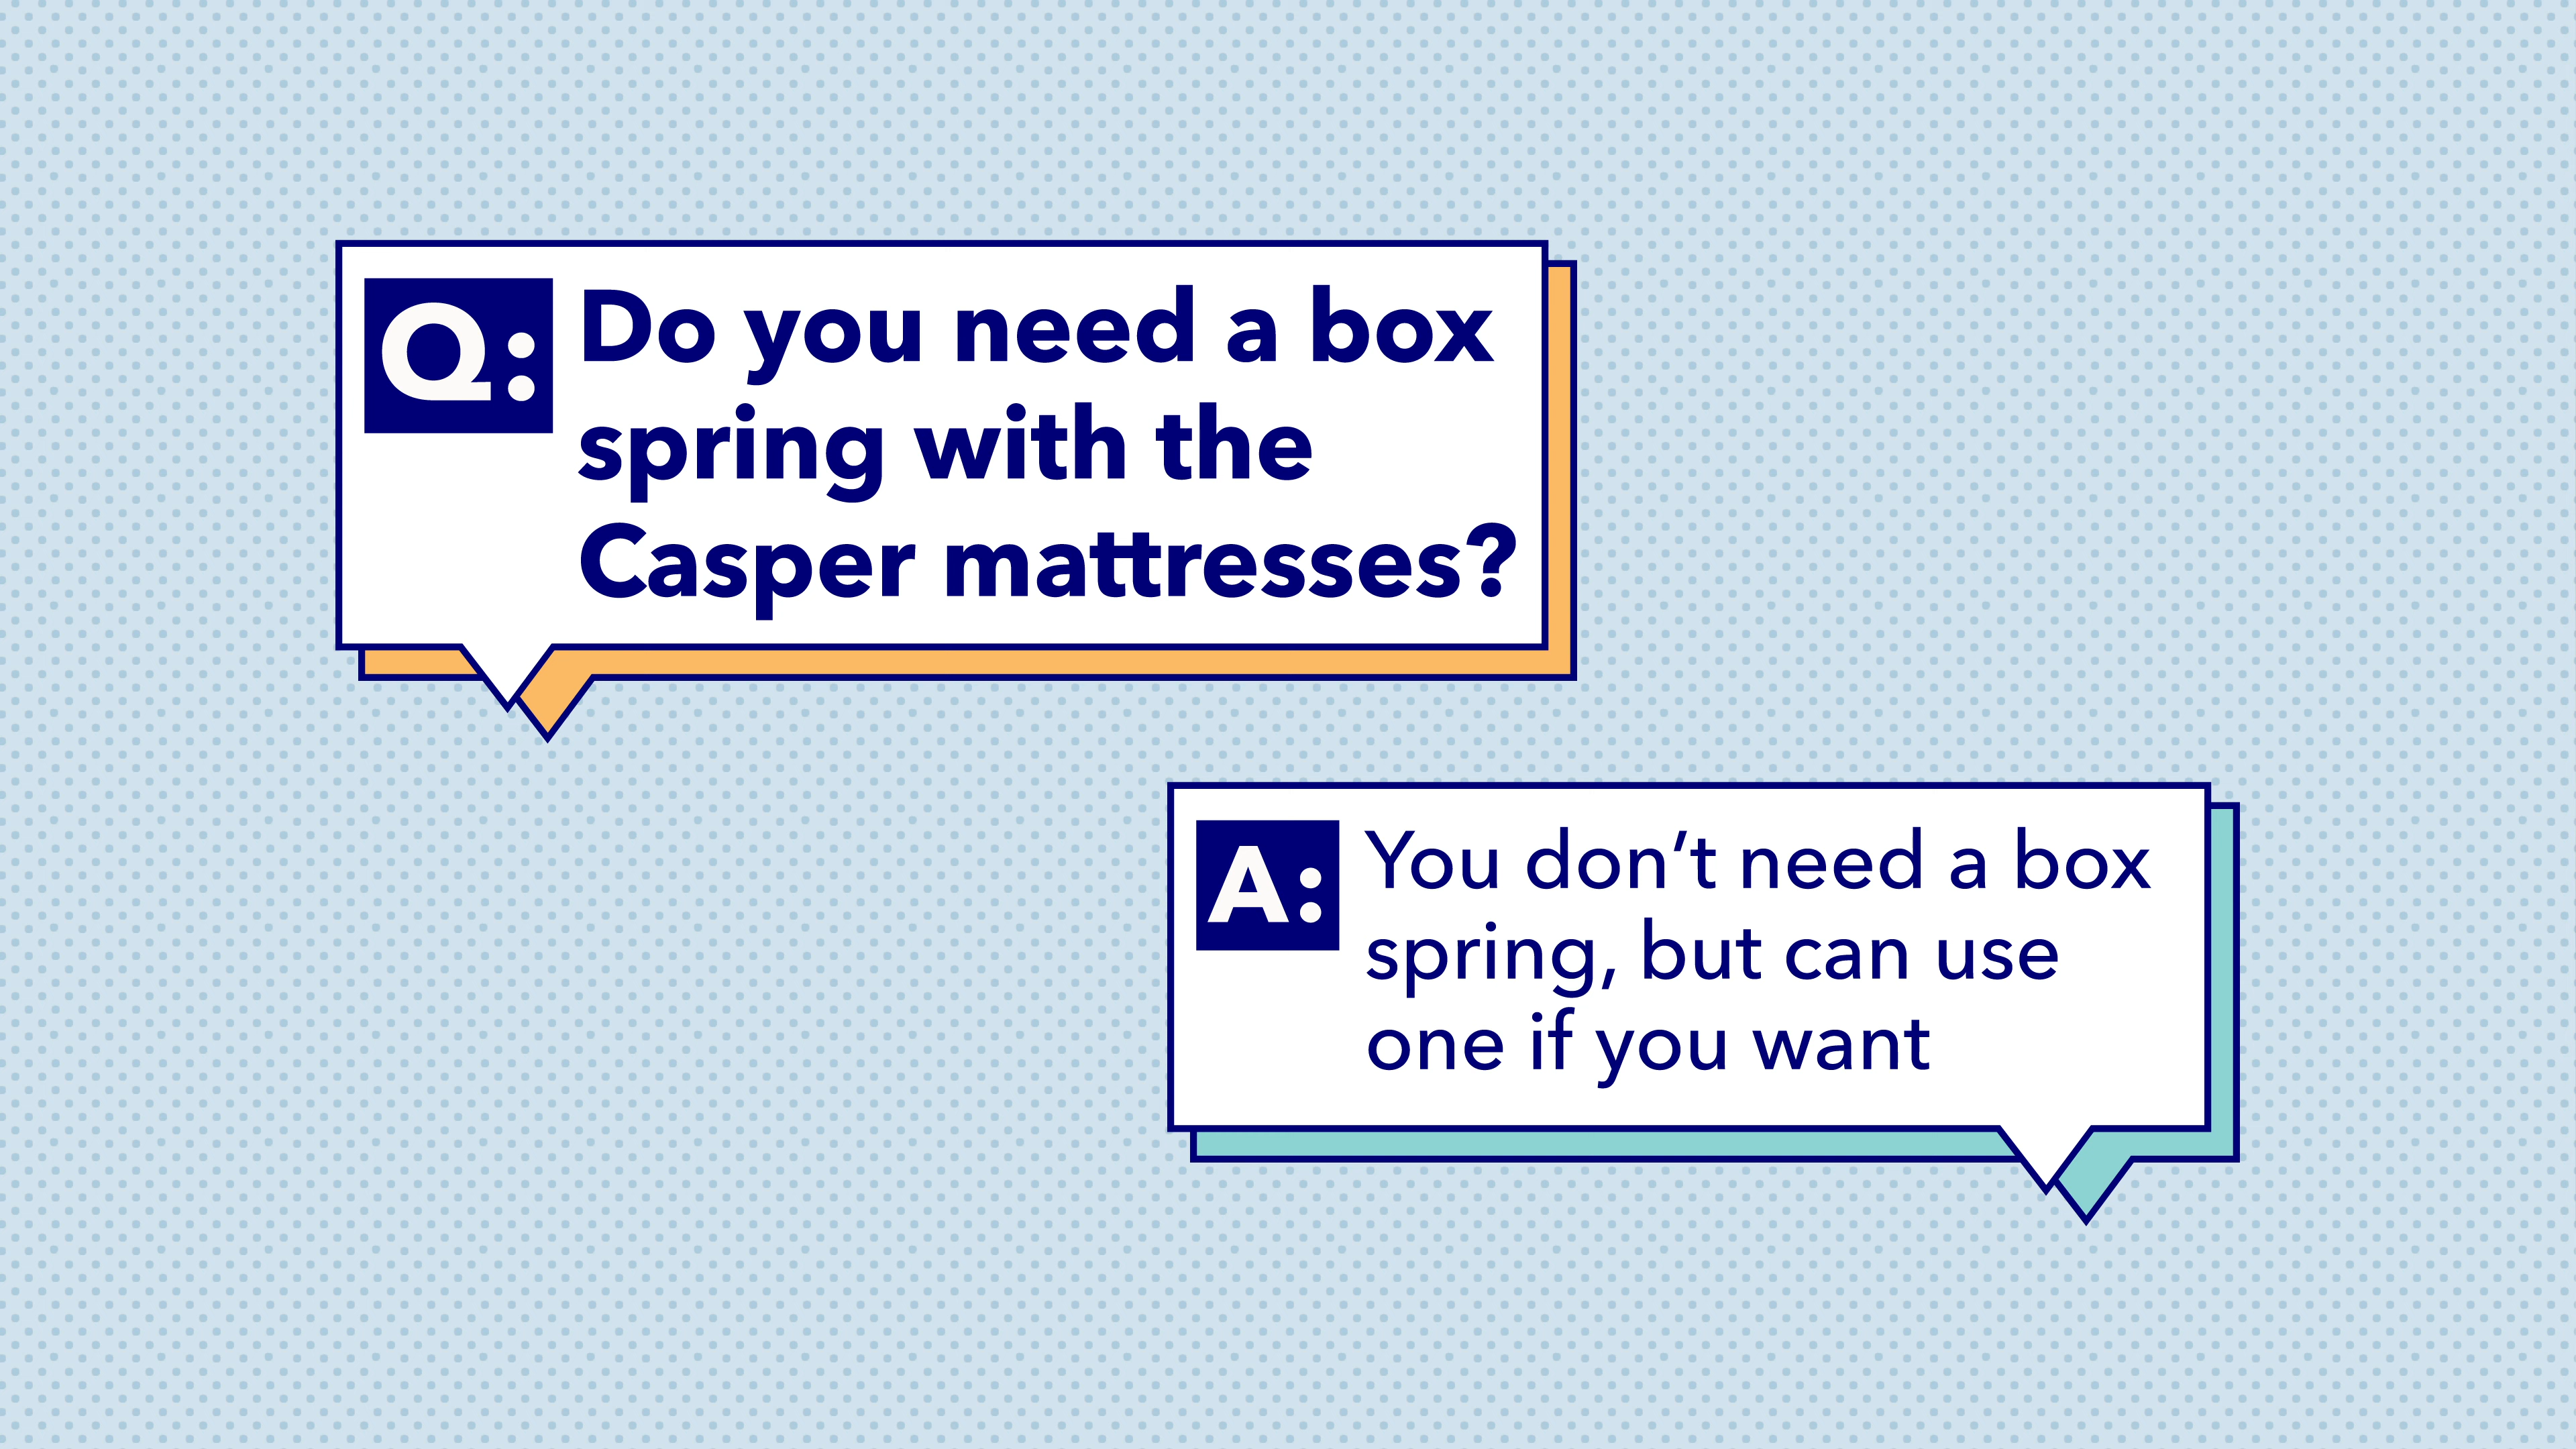 Q: Do you need a box
spring with the
Casper mattresses?
A: You don’t need a box
spring, but can use
one if you want